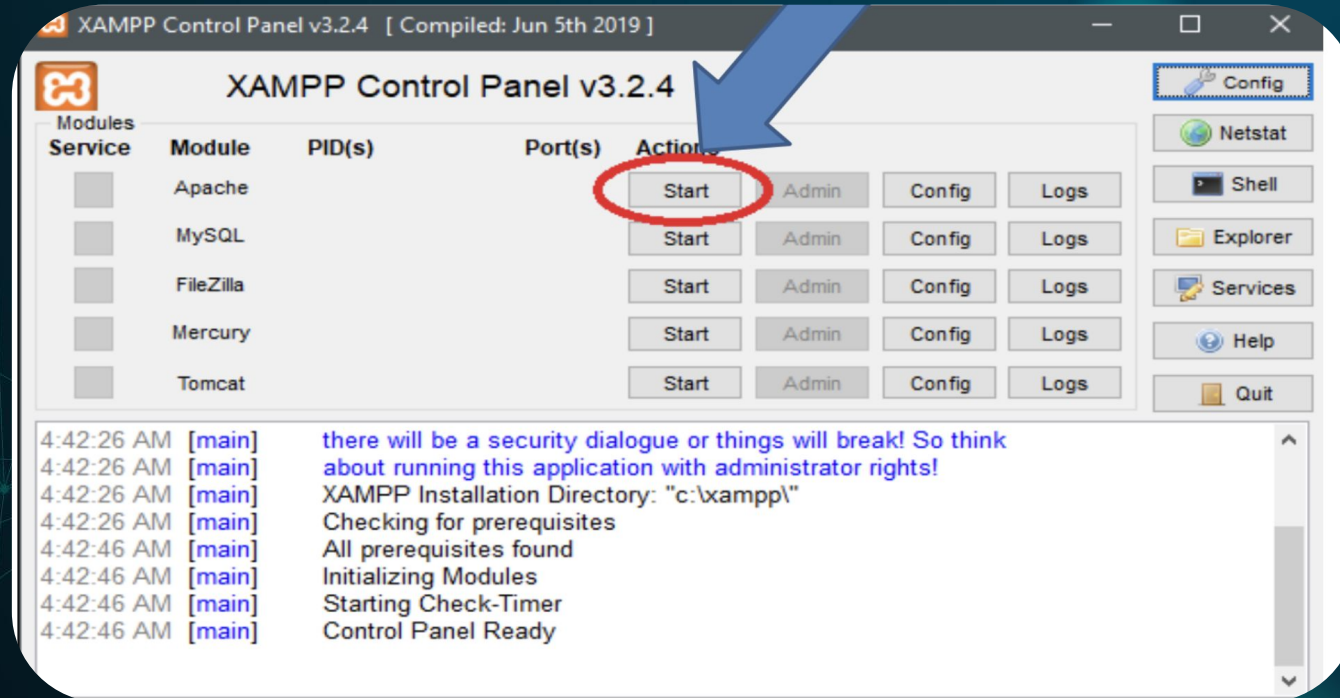 XAMPP Control Panel v3.2.4 [ Compiled: Jun 5th 2019 ]
XAMPP Control Panel v3.2.4
Config
Modules
Service Module PID(s) Port(s) Actions
Netstat
Apache Start Admin Config Logs
Shell
MySQL Start Admin Config Logs
Explorer
FileZilla Start Admin Config Logs
Services
Mercury Start Admin Config Logs
Help
Tomcat Start Admin Config Logs
Quit
4:42:26 AM [main] there will be a security dialogue or things will break! So think
4:42:26 AM [main] about running this application with administrator rights!
4:42:26 AM [main] XAMPP Installation Directory: "c:\xampp\"
4:42:26 AM [main] Checking for prerequisites
4:42:46 AM [main] All prerequisites found
4:42:46 AM [main] Initializing Modules
4:42:46 AM [main] Starting Check-Timer
4:42:46 AM [main] Control Panel Ready